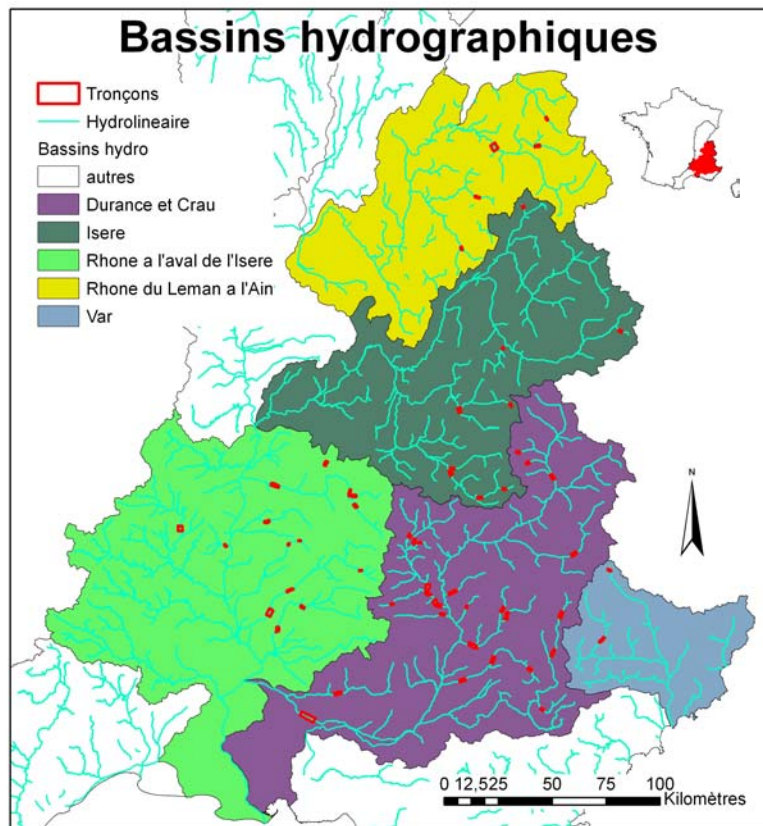 Bassins hydrographiques
Tronçons
Hydrolineaire
Bassins hydro
autres
Durance et Crau
Isere
Rhone a l'aval de l'Isere
Rhone du Leman a l'Ain
Var
N
0 12,525 50 75 100
Kilomètres